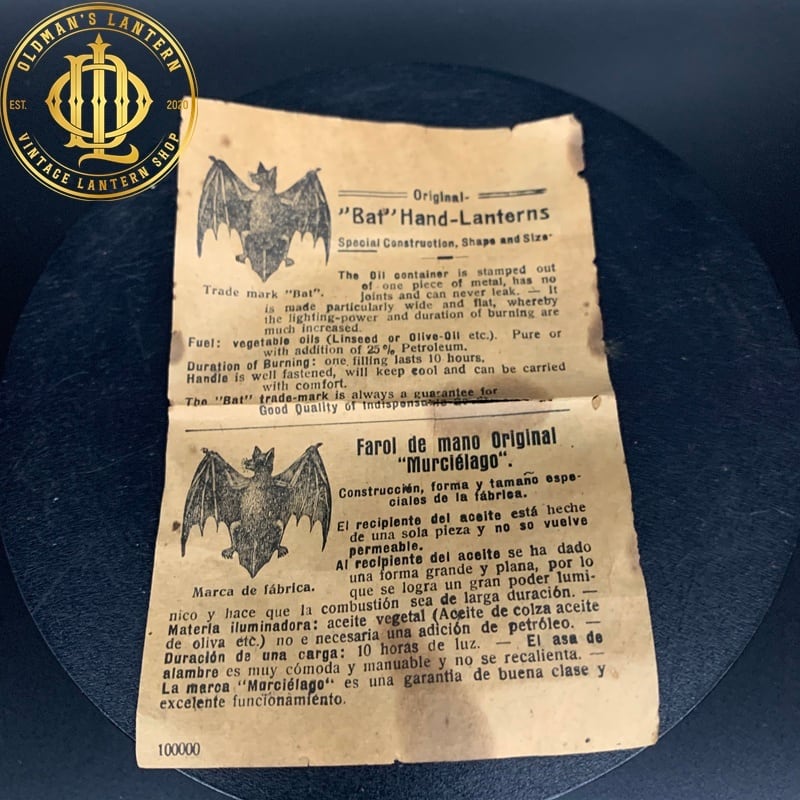 OLDMAN'S LANTERN
EST. 2020
VINTAGE LANTERN SHOP
Original-
"Bat" Hand-Lanterns
Special Construction, Shape and Size
Trade mark "Bat".
The Oil container is stamped out
of one piece of metal, has no
joints and can never leak. — It
is made particularly wide and flat, whereby
the lighting-power and duration of burning are
much increased.
Fuel: vegetable oils (Linseed or Olive-Oil etc.). Pure or
with addition of 25% Petroleum.
Duration of Burning: one filling lasts 10 hours.
Handle is well fastened, will keep cool and can be carried
with comfort.
The "Bat" trade-mark is always a guarantee for
Good Quality of
Farol de mano Original
"Murciélago".
Construcción, forma y tamaño espe-
ciales de la fábrica.
Marca de fábrica.
El recipiente del aceite está heche
de una sola pieza y no so vuelve
permeable.
Al recipiente del aceite se ha dado
una forma grande y plana, por lo
que se logra un gran poder lumi-
nico y hace que la combustión sea de larga duración. —
Materia iluminadora: aceite vegetal (Aceite de colza aceite
de oliva etc.) no e necesaria una adición de petróleo. —
Duración de una carga: 10 horas de luz. — El asa de
alambre es muy cómoda y manuable y no se recalienta. —
La marca "Murciélago" es una garantia de buena clase y
excelente funcionamiento.
100000